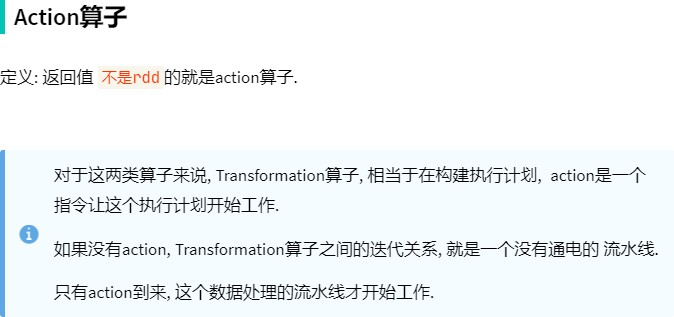 Action算子
定义: 返回值 不是rdd的就是action算子.
对于这两类算子来说, Transformation算子, 相当于在构建执行计划, action是一个
指令让这个执行计划开始工作.
如果没有action, Transformation算子之间的迭代关系, 就是一个没有通电的 流水线.
只有action到来, 这个数据处理的流水线才开始工作.